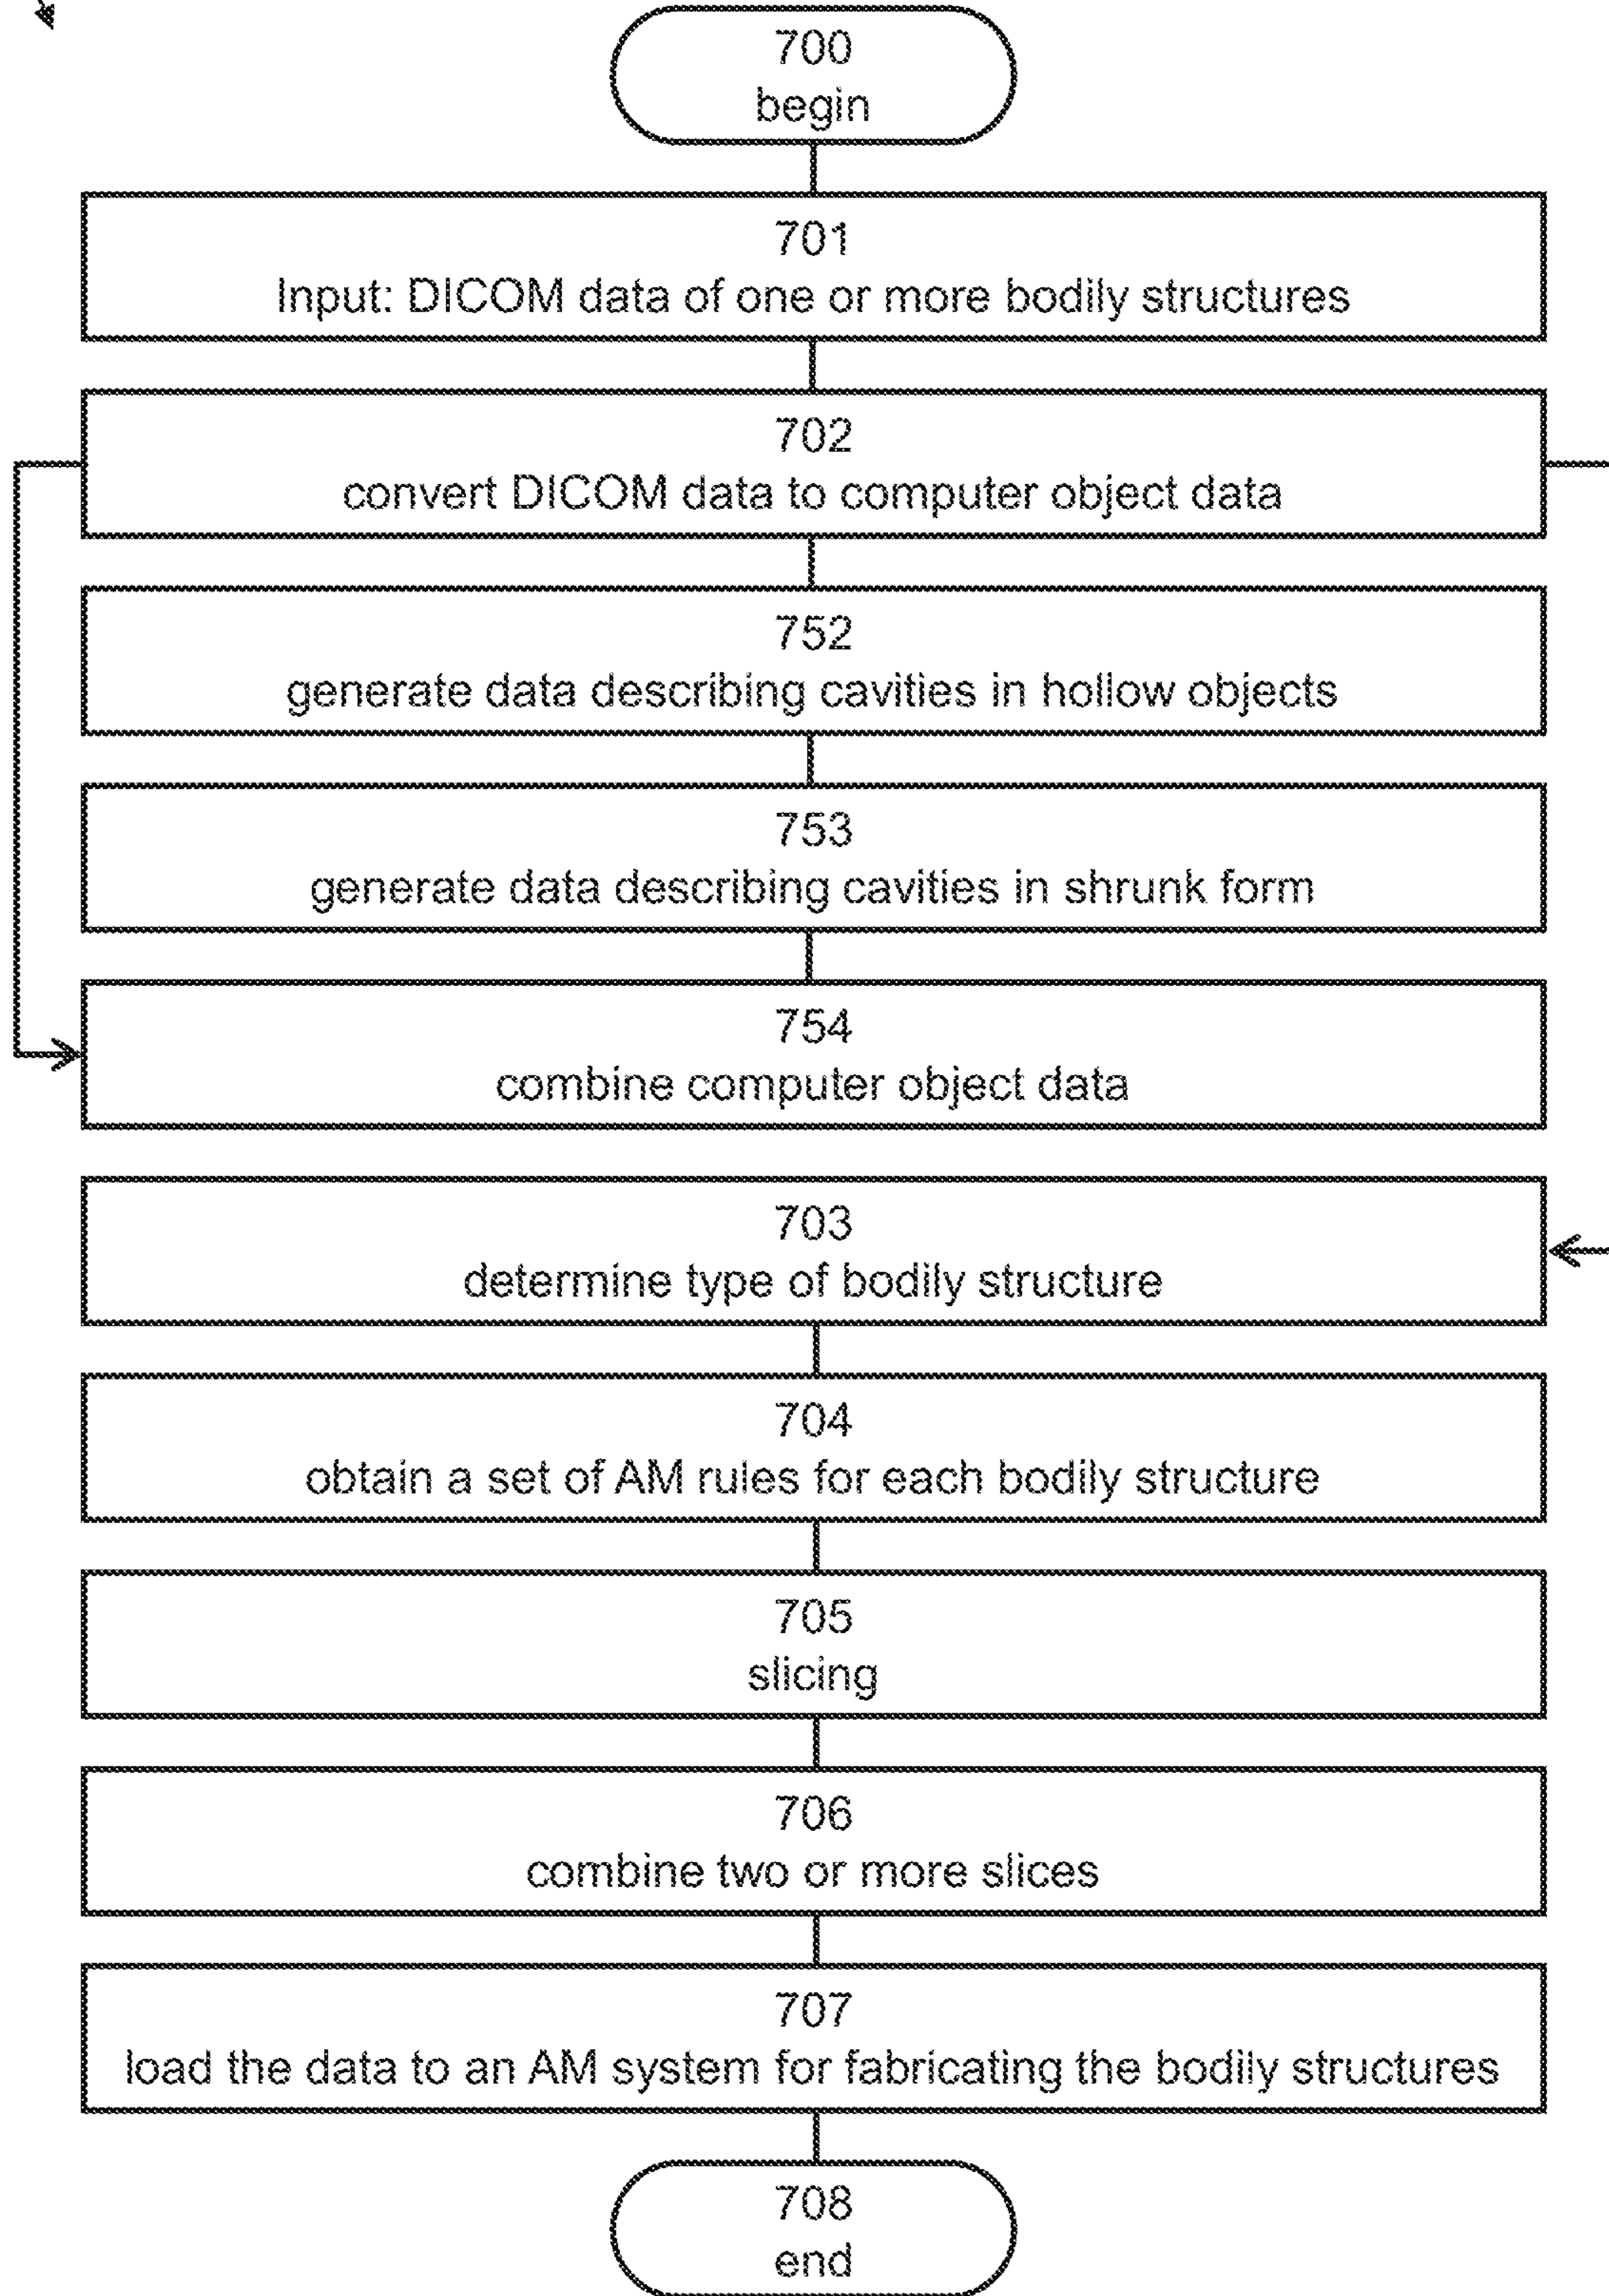 700
begin
701
Input: DICOM data of one or more bodily structures
702
convert DICOM data to computer object data
752
generate data describing cavities in hollow objects
753
generate data describing cavities in shrunk form
754
combine computer object data
703
determine type of bodily structure
704
obtain a set of AM rules for each bodily structure
705
slicing
706
combine two or more slices
707
load the data to an AM system for fabricating the bodily structures
708
end